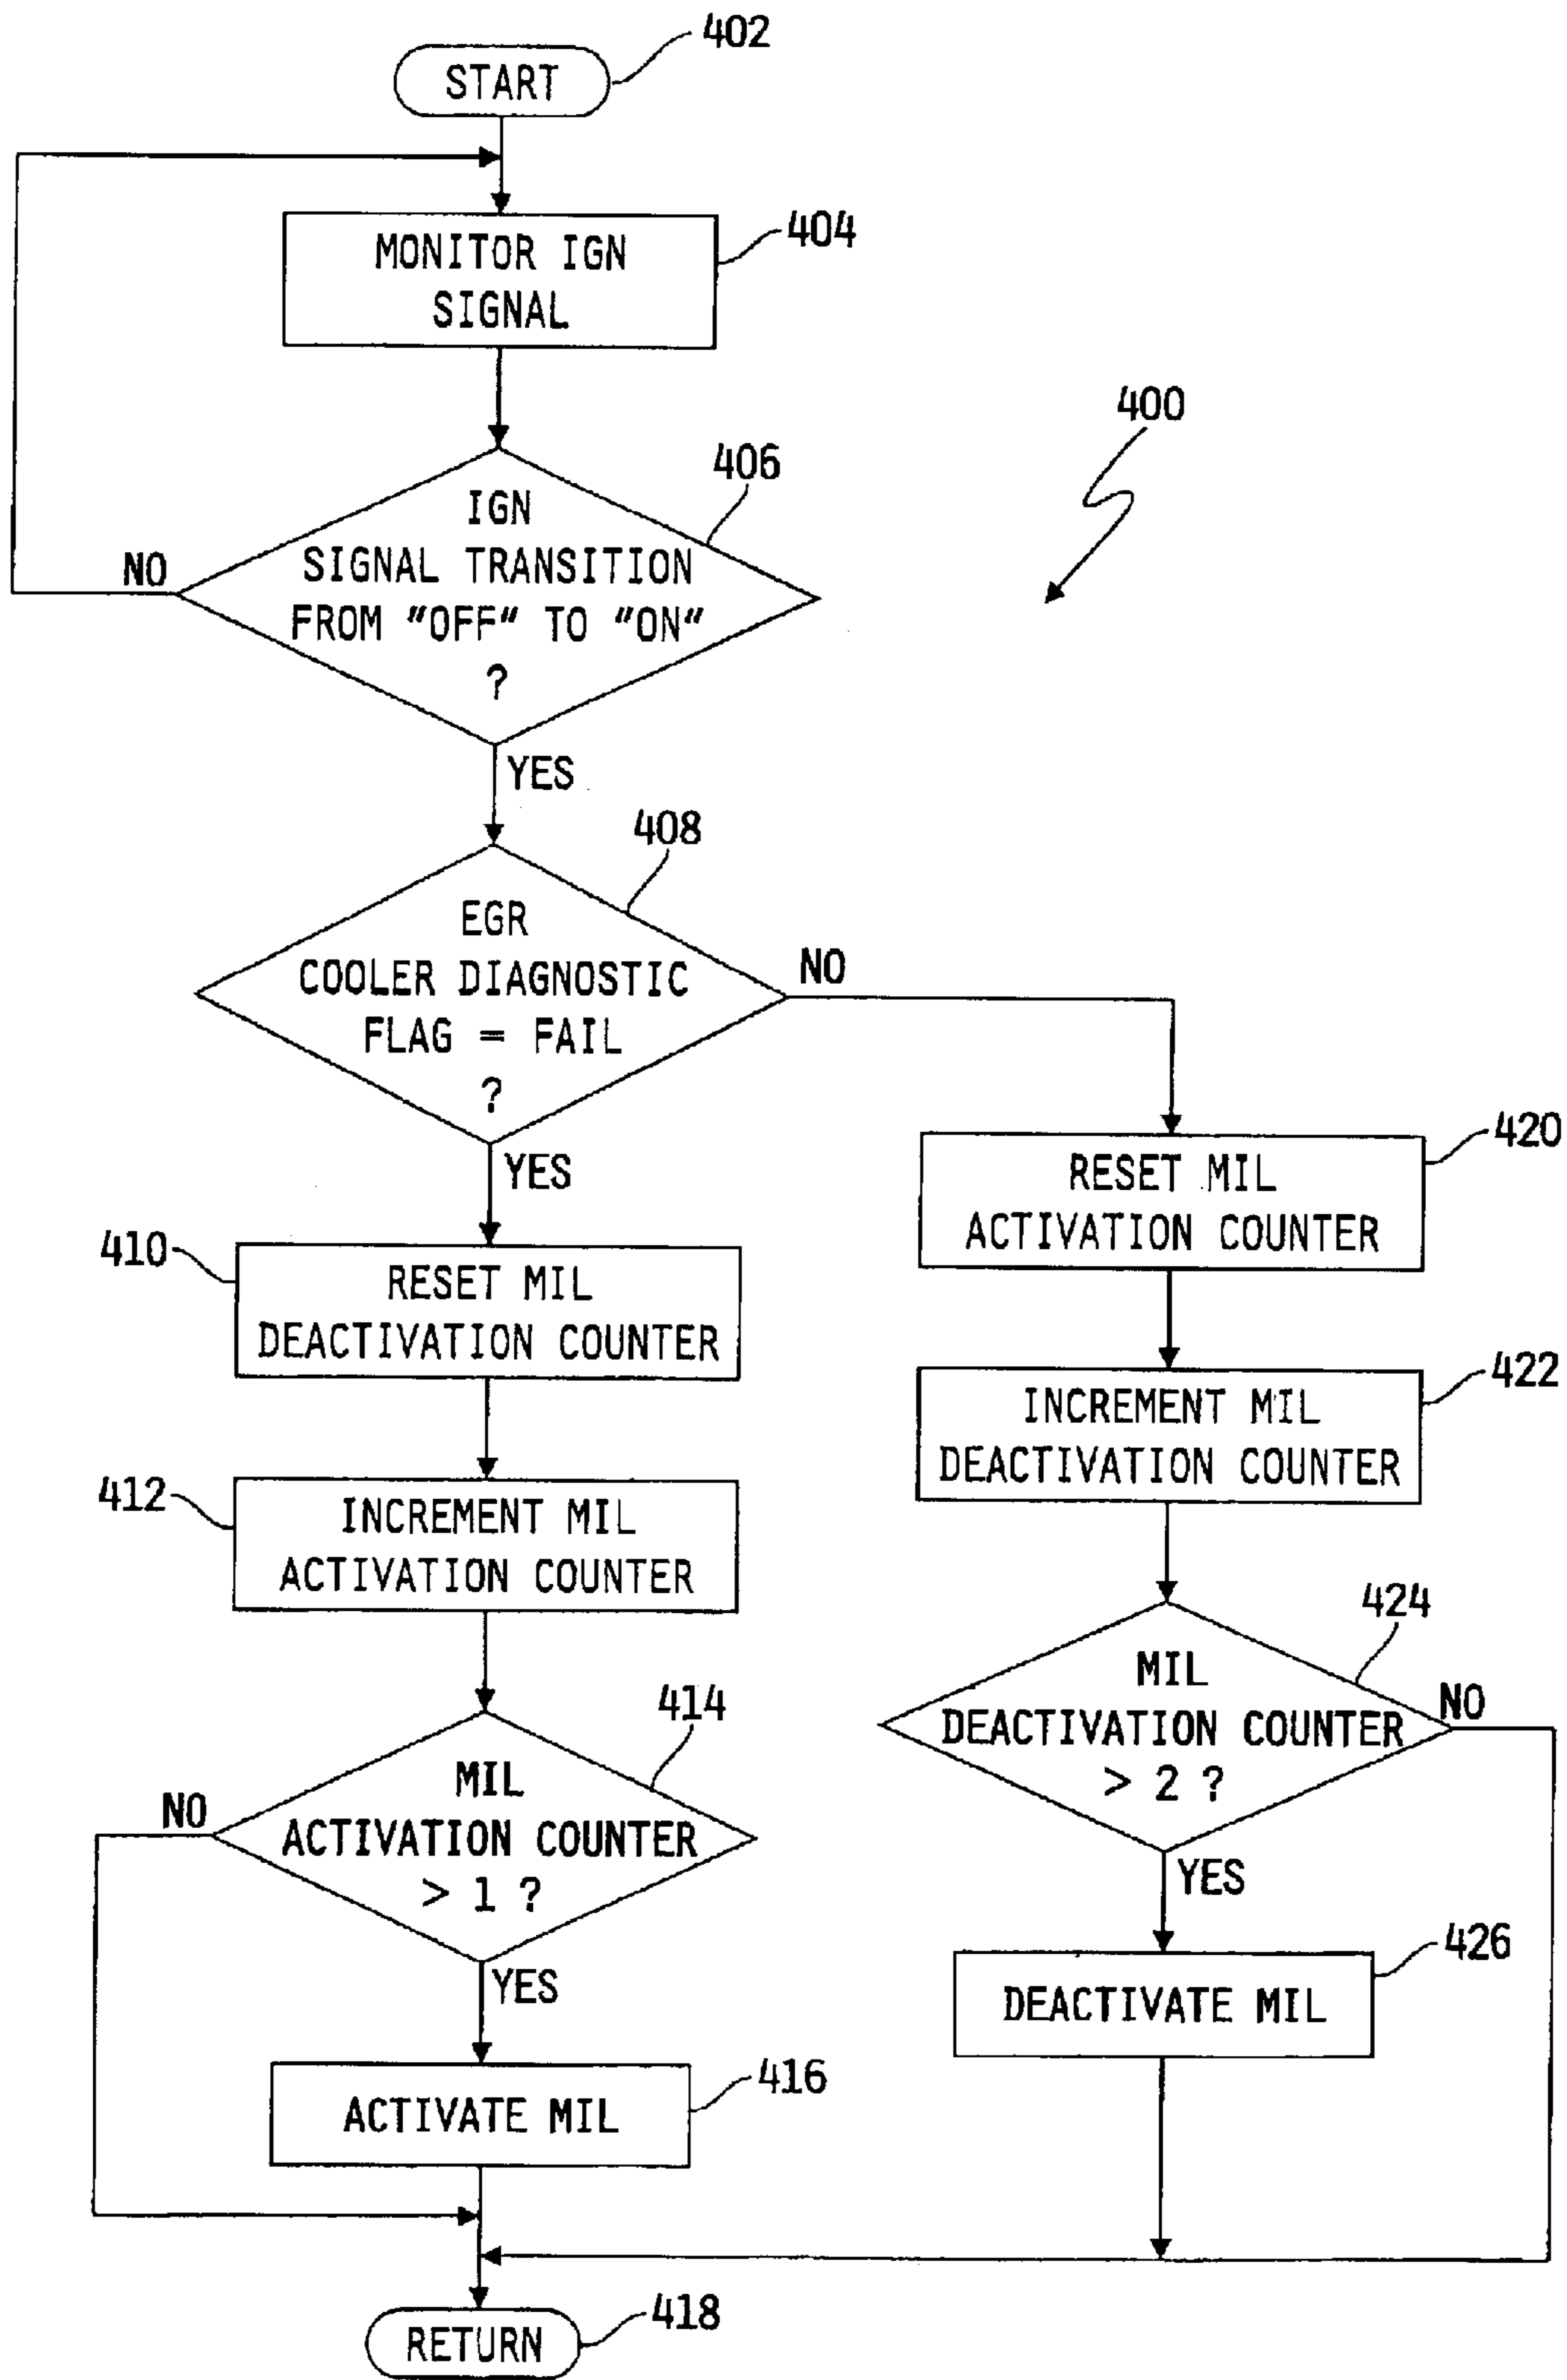 402
START
404
MONITOR IGN
SIGNAL
400
406
IGN
SIGNAL TRANSITION
FROM "OFF" TO "ON"
?
NO
YES
408
EGR
COOLER DIAGNOSTIC
FLAG = FAIL
?
NO
YES
420
RESET MIL
ACTIVATION COUNTER
410
RESET MIL
DEACTIVATION COUNTER
422
INCREMENT MIL
DEACTIVATION COUNTER
412
INCREMENT MIL
ACTIVATION COUNTER
424
MIL
DEACTIVATION COUNTER
> 2 ?
NO
YES
414
MIL
ACTIVATION COUNTER
> 1 ?
NO
YES
426
DEACTIVATE MIL
416
ACTIVATE MIL
418
RETURN